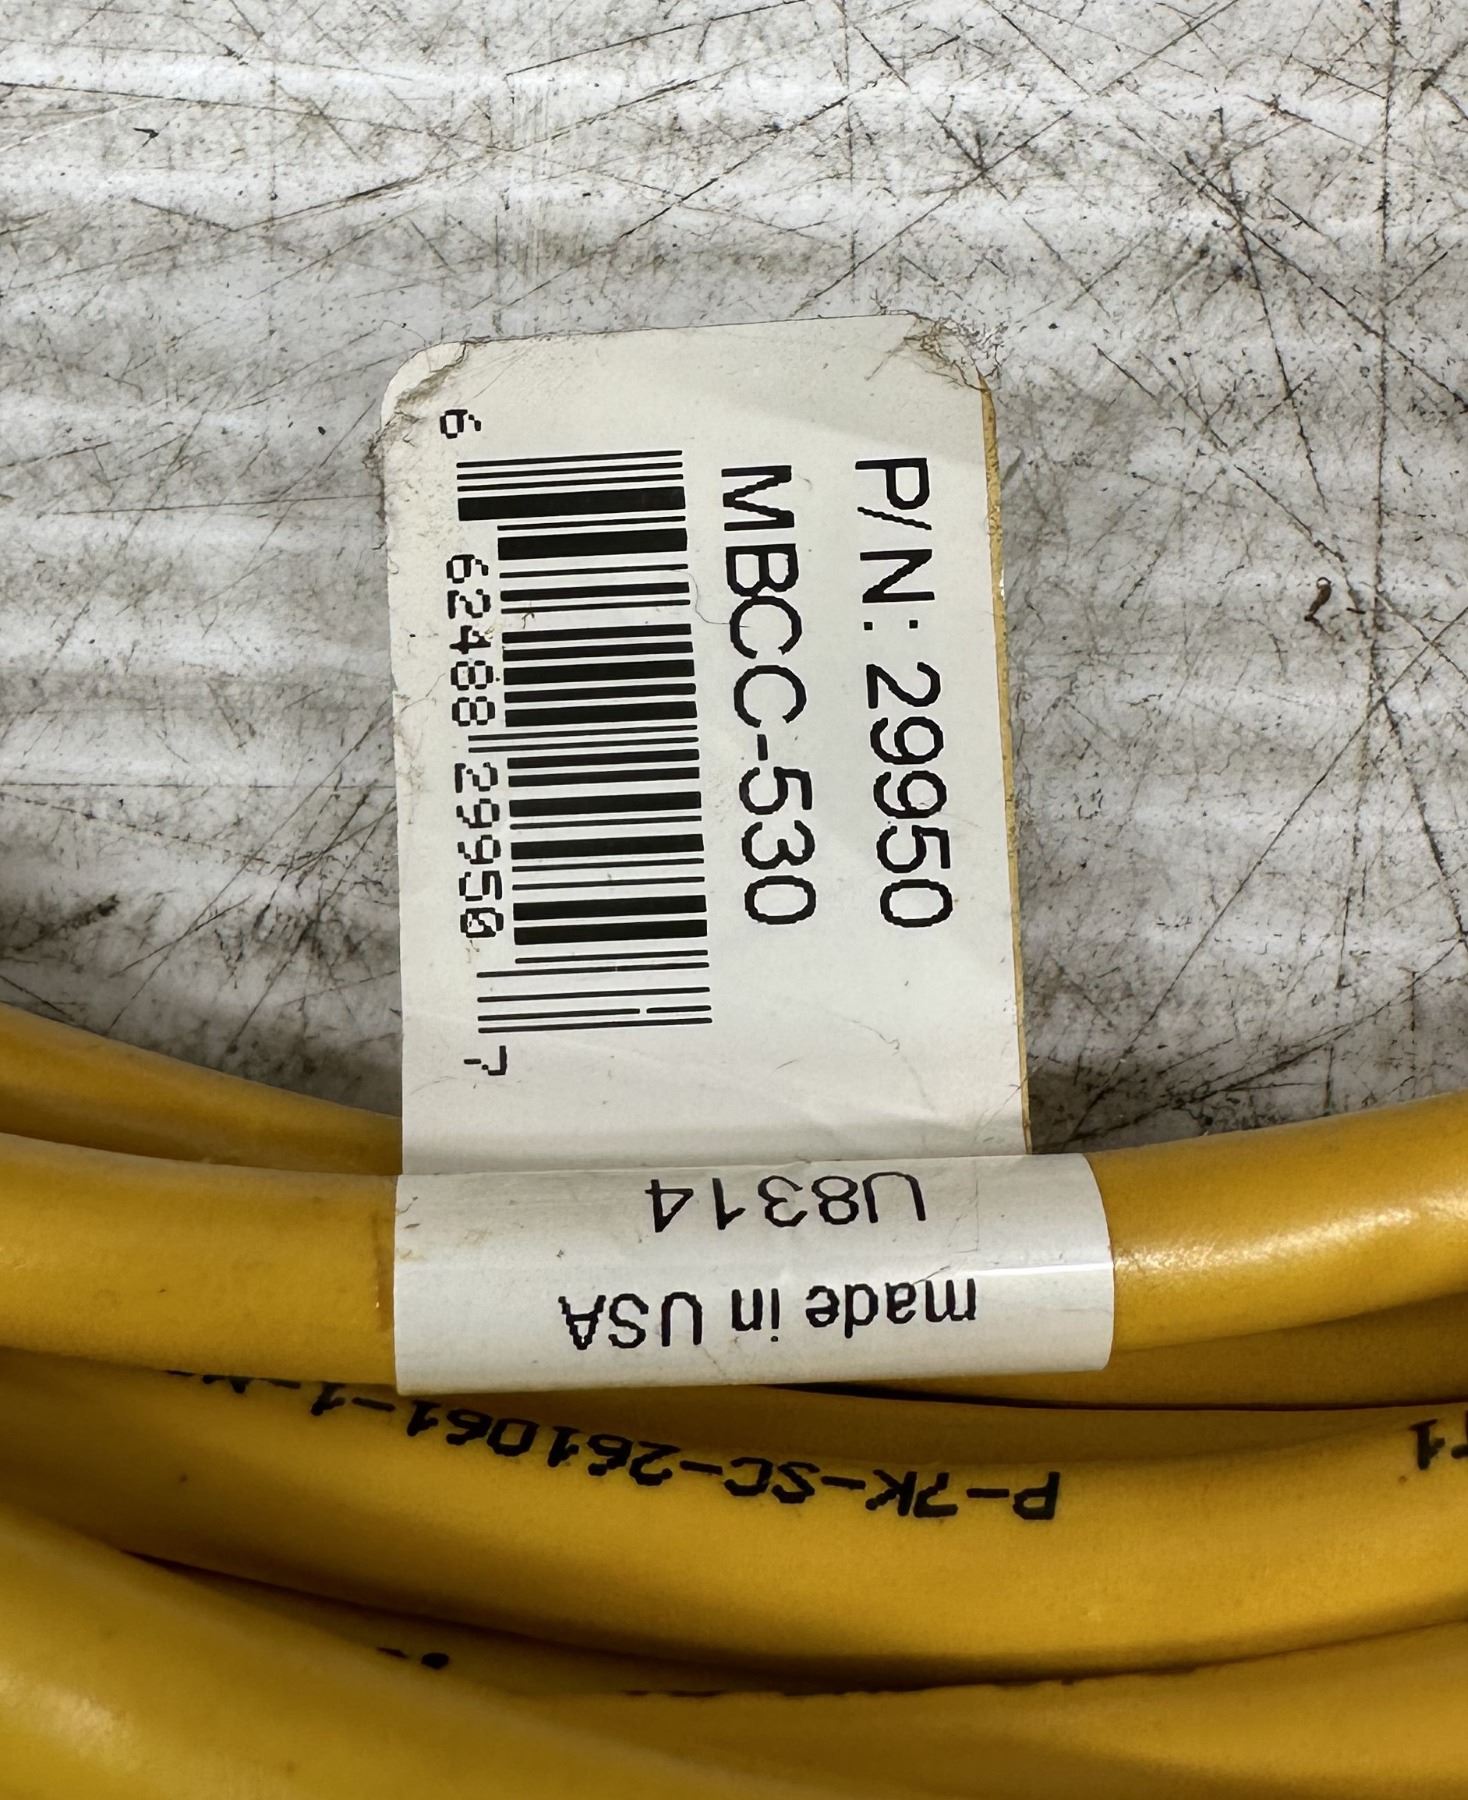 P/N: 29950
MBCC-530
6 62488 29950 7
U8314
made in USA
P-7K-SC-261061-1-M